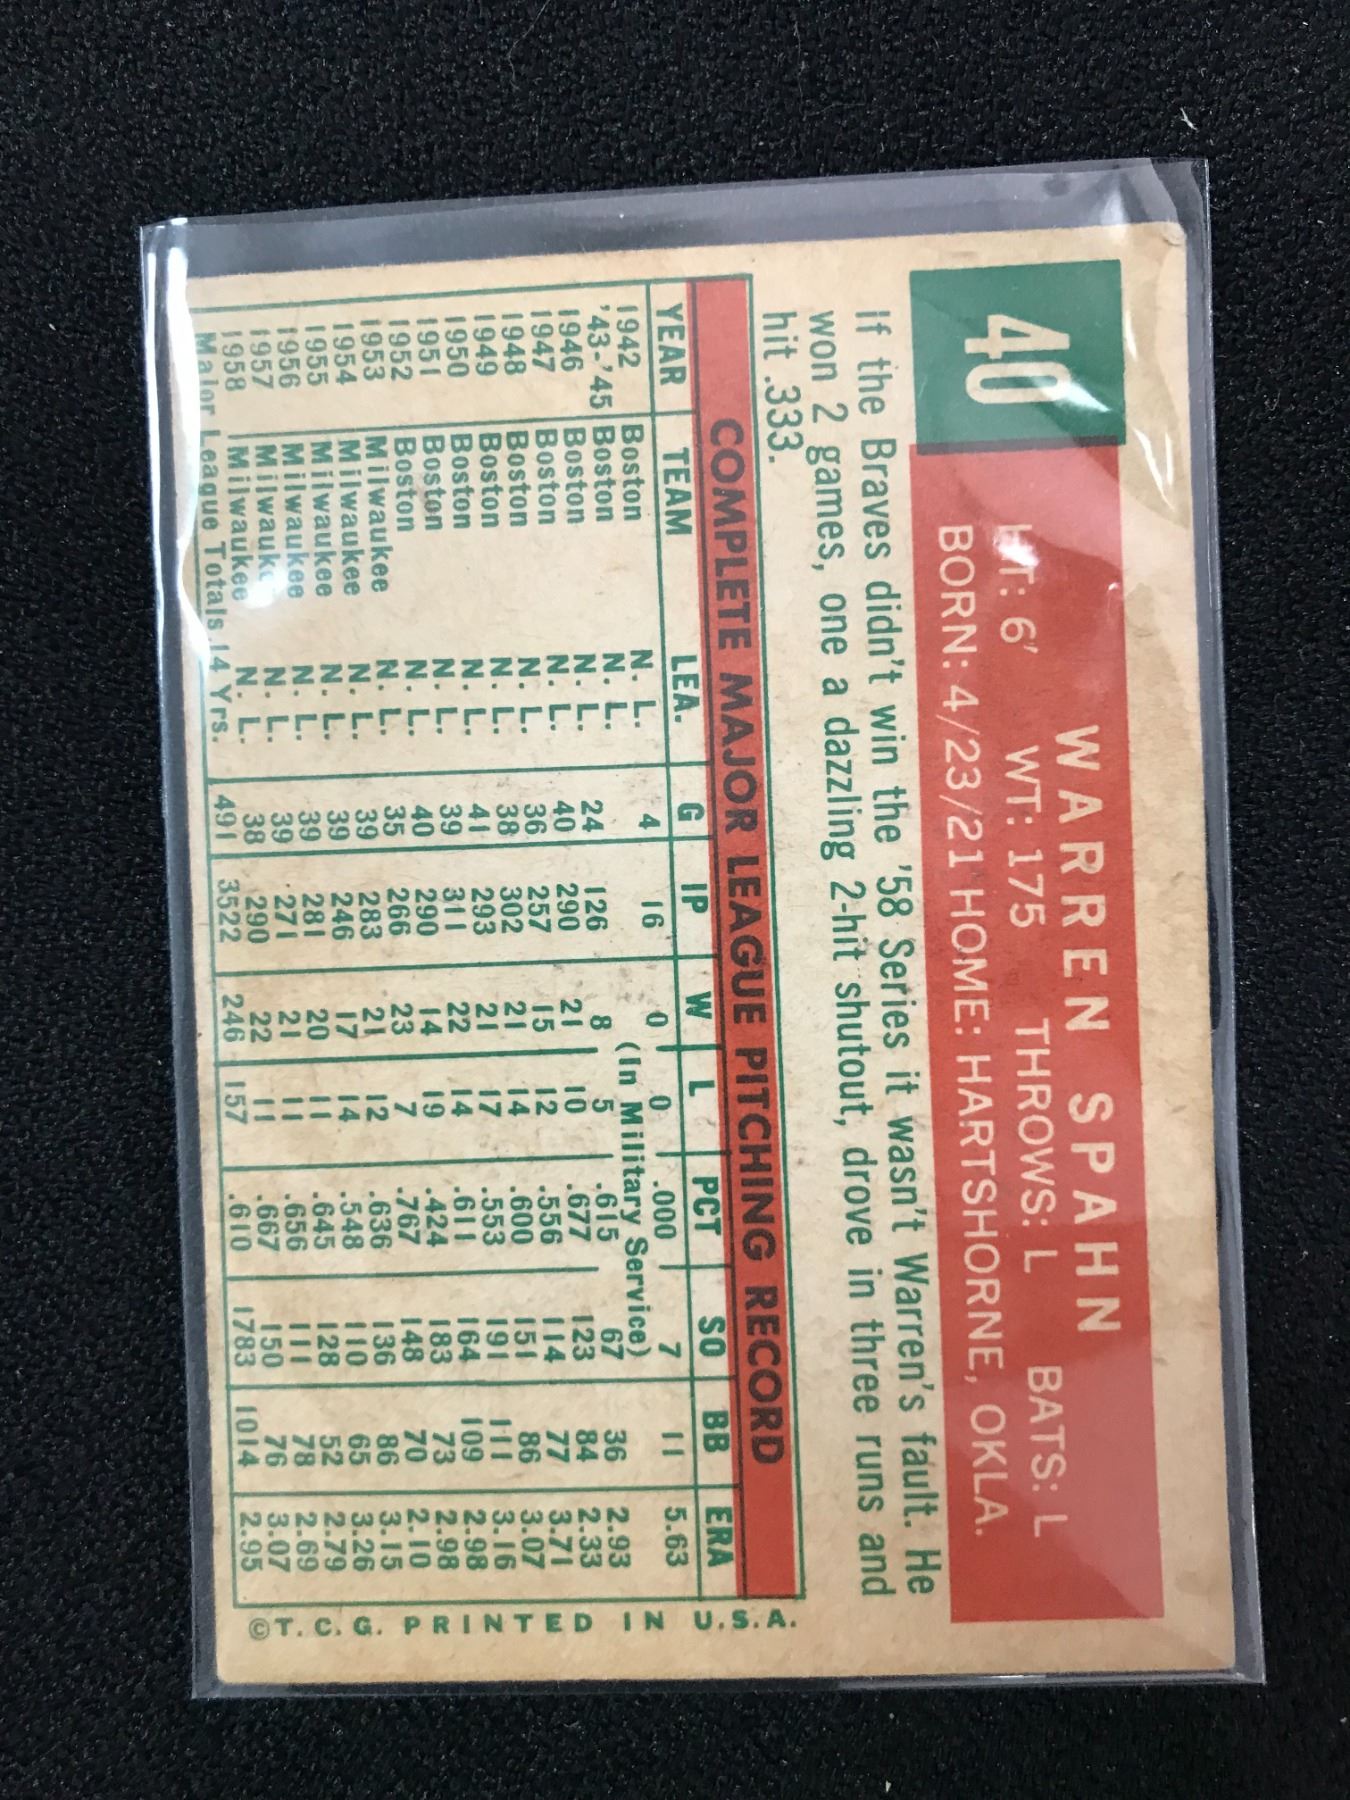 40
WARREN SPAHN
HT: 6' WT: 175 THROWS: L BATS: L
BORN: 4/23/21 HOME: HARTSHORNE, OKLA.
If the Braves didn't win the '58 Series it wasn't Warren's fault. He
won 2 games, one a dazzling 2-hit shutout, drove in three runs and
hit .333.
COMPLETE MAJOR LEAGUE PITCHING RECORD
YEAR TEAM LEA. G IP W L PCT SO BB ERA
1942 Boston N. L. 4 16 0 0 .000 7 11 5.63
'43-'45 Boston N. L. (In Military Service)
1946 Boston N. L. 24 126 8 5 .615 67 36 2.93
1947 Boston N. L. 40 290 21 10 .677 123 84 2.33
1948 Boston N. L. 36 257 15 12 .556 114 77 3.71
1949 Boston N. L. 38 302 21 14 .600 151 86 3.07
1950 Boston N. L. 41 293 21 17 .553 191 111 3.16
1951 Boston N. L. 39 311 22 14 .611 164 109 2.98
1952 Boston N. L. 40 290 14 19 .424 183 73 2.98
1953 Milwaukee N. L. 35 266 23 7 .767 148 70 2.10
1954 Milwaukee N. L. 39 283 21 12 .636 136 86 3.15
1955 Milwaukee N. L. 39 246 17 14 .548 110 65 3.26
1956 Milwaukee N. L. 39 281 20 11 .645 128 52 2.79
1957 Milwaukee N. L. 39 271 21 11 .656 111 78 2.69
1958 Milwaukee N. L. 38 290 22 11 .667 150 76 3.07
Major League Totals 14 Yrs. 491 3522 246 157 .610 1783 1014 2.95
©T. C. G. PRINTED IN U.S.A.